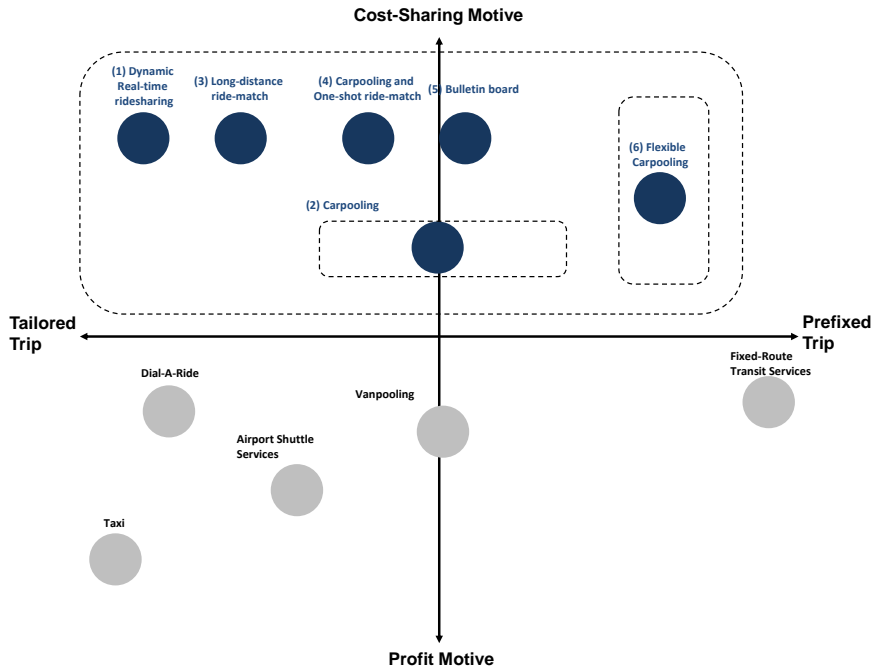 Cost-Sharing Motive
(1) Dynamic
Real-time
ridesharing
(3) Long-distance
ride-match
(4) Carpooling and
One-shot ride-match
(5) Bulletin board
(6) Flexible
Carpooling
(2) Carpooling
Tailored
Trip
Prefixed
Trip
Dial-A-Ride
Vanpooling
Fixed-Route
Transit Services
Airport Shuttle
Services
Taxi
Profit Motive